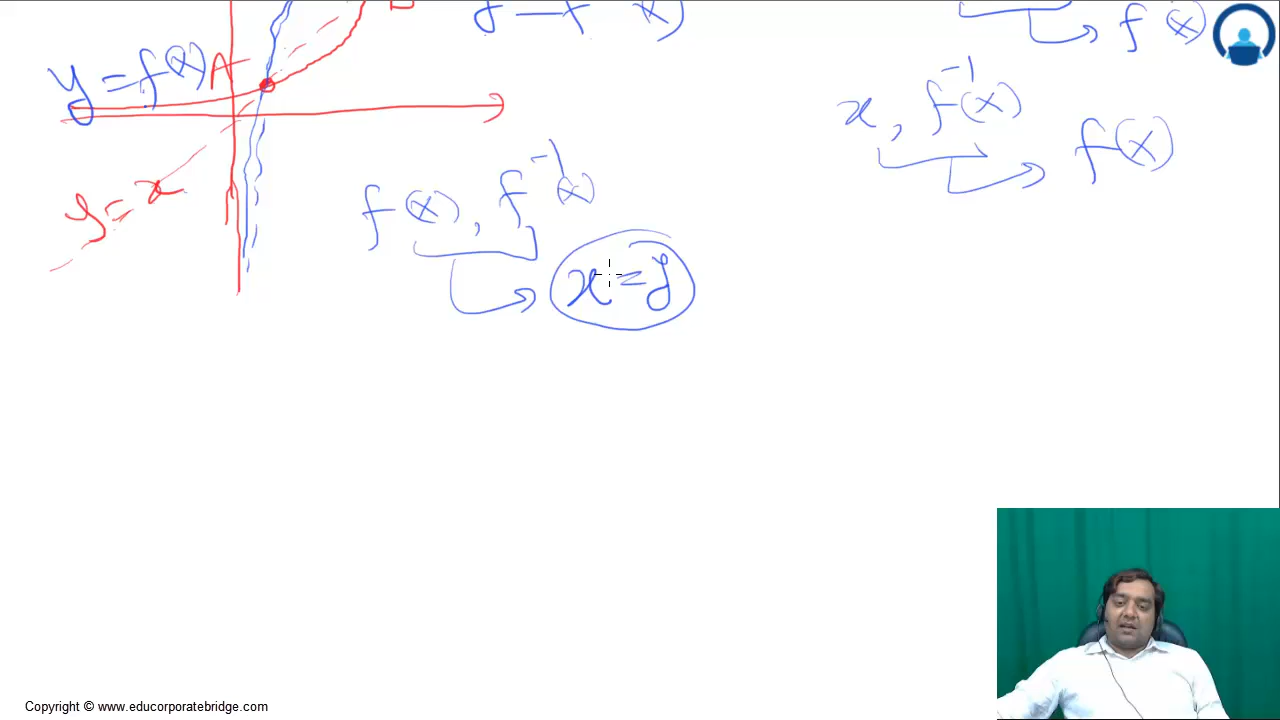 f(x)
y = f(x) A
x, f⁻¹(x)
f(x)
y = x
f(x), f⁻¹(x)
x = y
Copyright © www.educorporatebridge.com